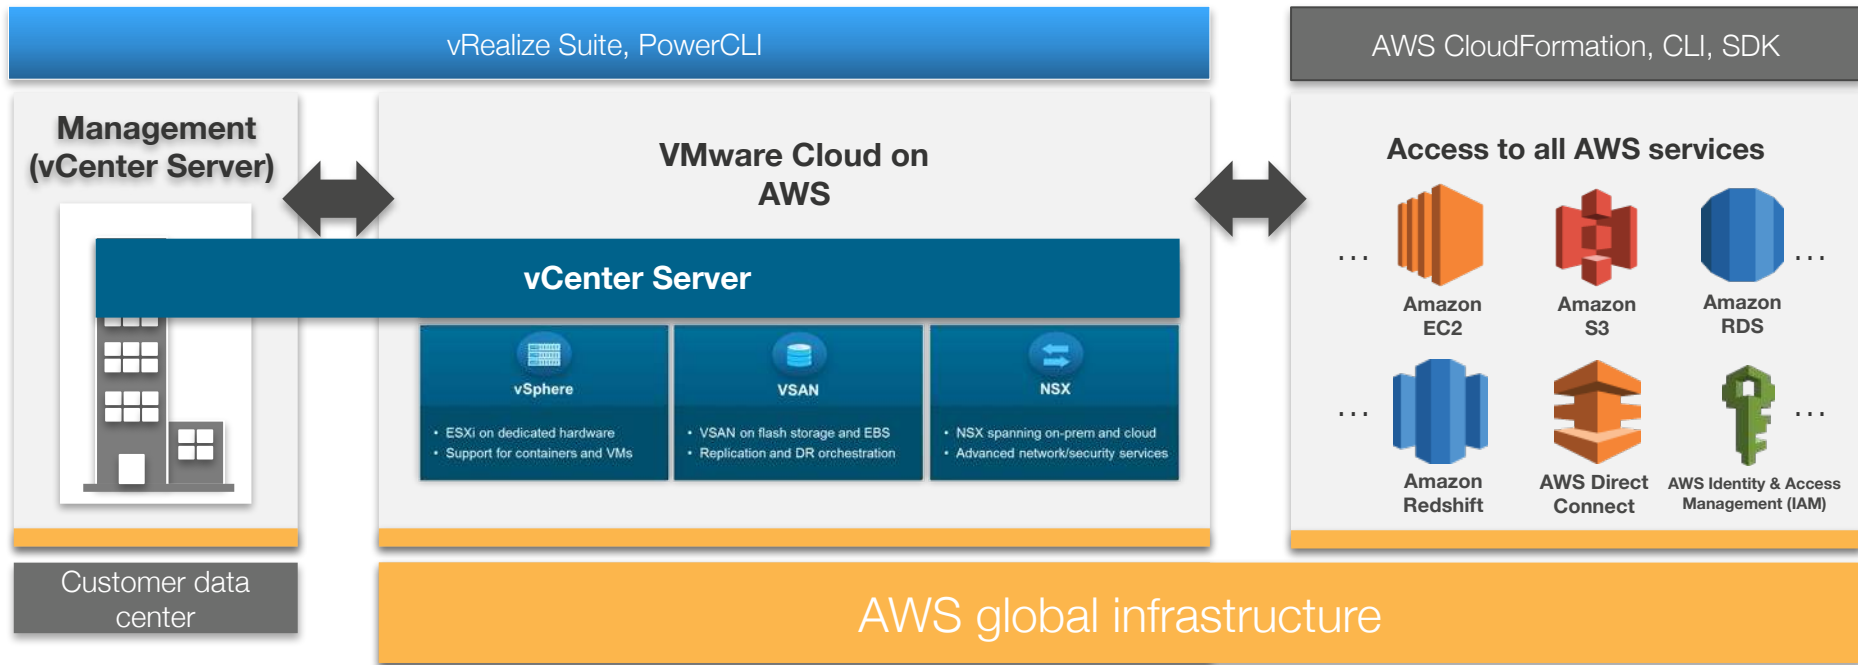 vRealize Suite, PowerCLI
AWS CloudFormation, CLI, SDK
Management
(vCenter Server)
VMware Cloud on
AWS
vCenter Server
vSphere
• ESXi on dedicated hardware
• Support for containers and VMs
VSAN
• VSAN on flash storage and EBS
• Replication and DR orchestration
NSX
• NSX spanning on-prem and cloud
• Advanced network/security services
Access to all AWS services
...
Amazon
EC2
Amazon
S3
Amazon
RDS
...
...
Amazon
Redshift
AWS Direct
Connect
AWS Identity & Access
Management (IAM)
...
Customer data
center
AWS global infrastructure